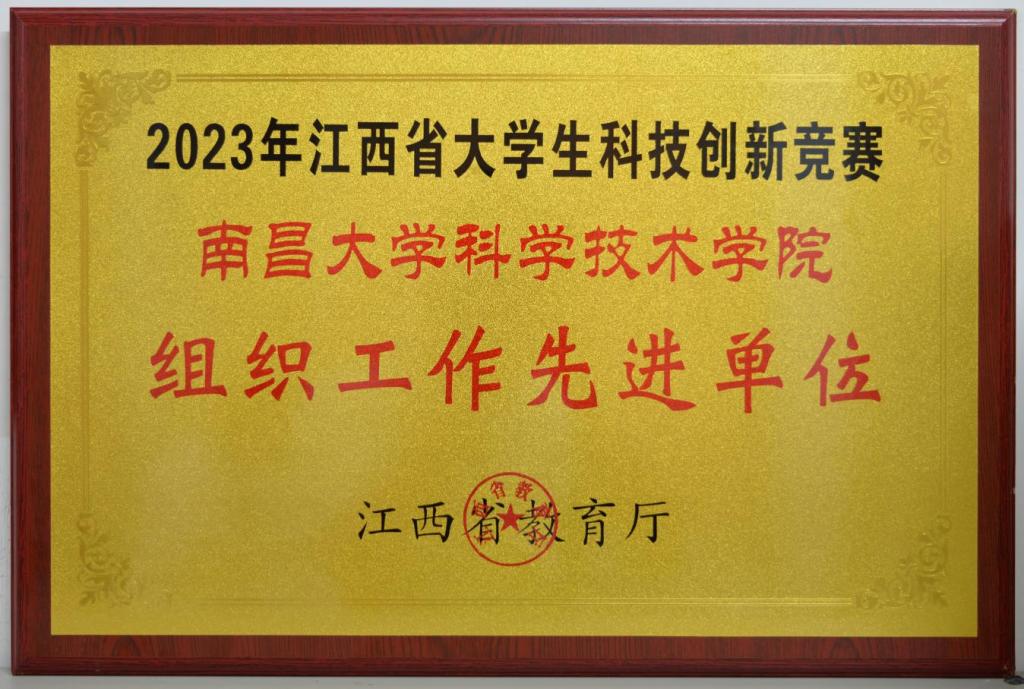 2023年江西省大学生科技创新竞赛
南昌大学科学技术学院
组织工作先进单位
江西省教育厅